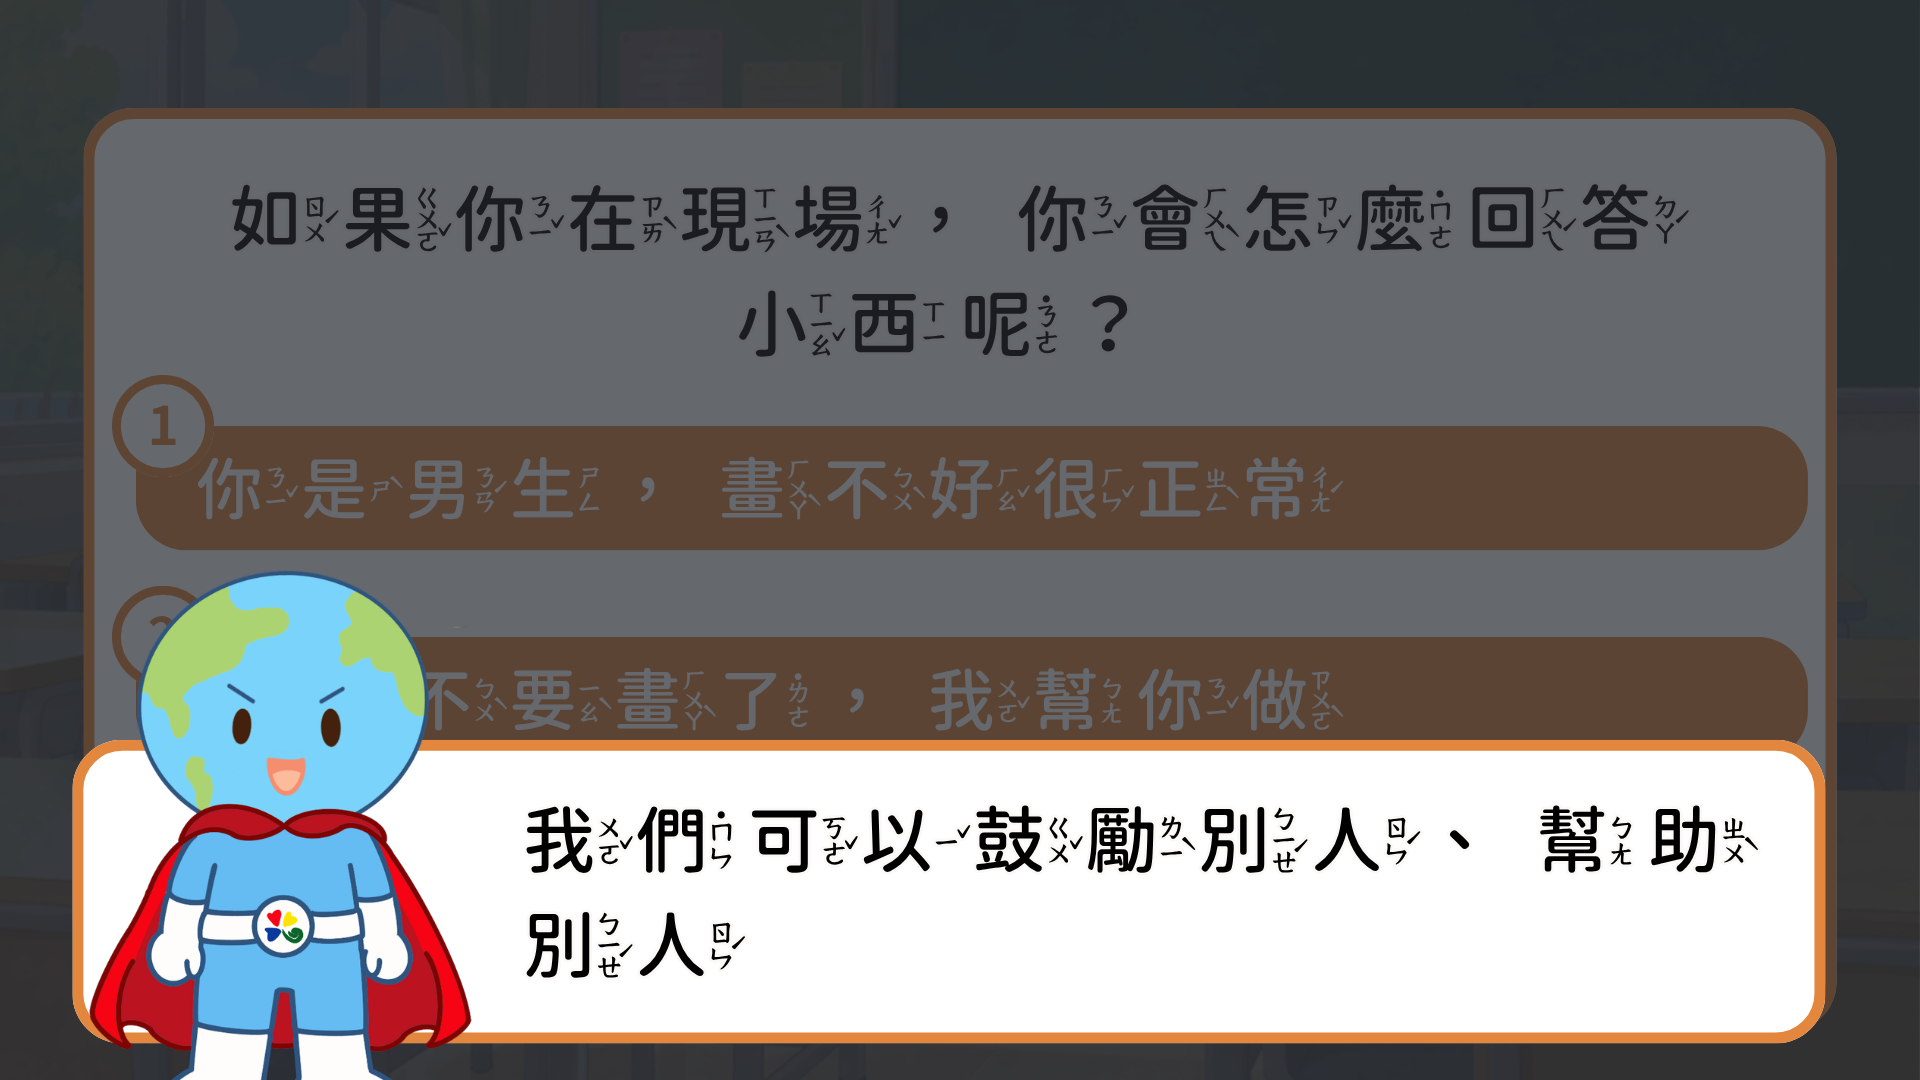 如果你在現場，你會怎麼回答
小西呢？
1
你是男生，畫不好很正常
不要畫了，我幫你做
我們可以鼓勵別人、幫助
別人